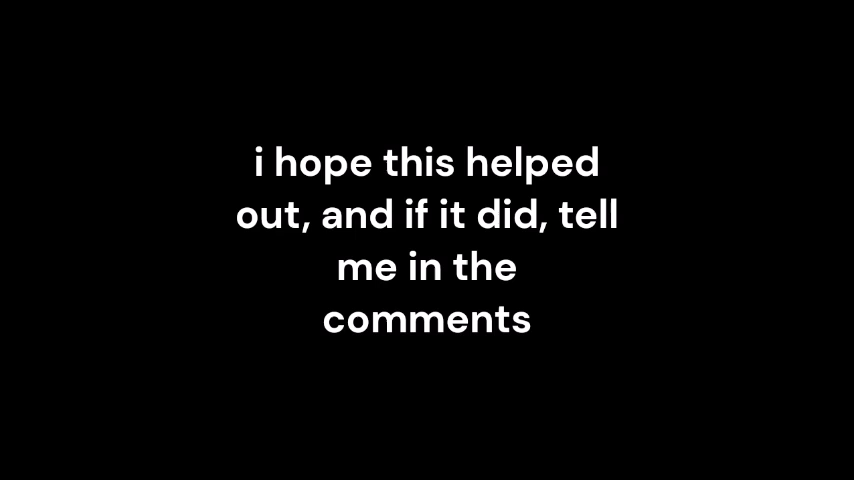 i hope this helped
out, and if it did, tell
me in the
comments